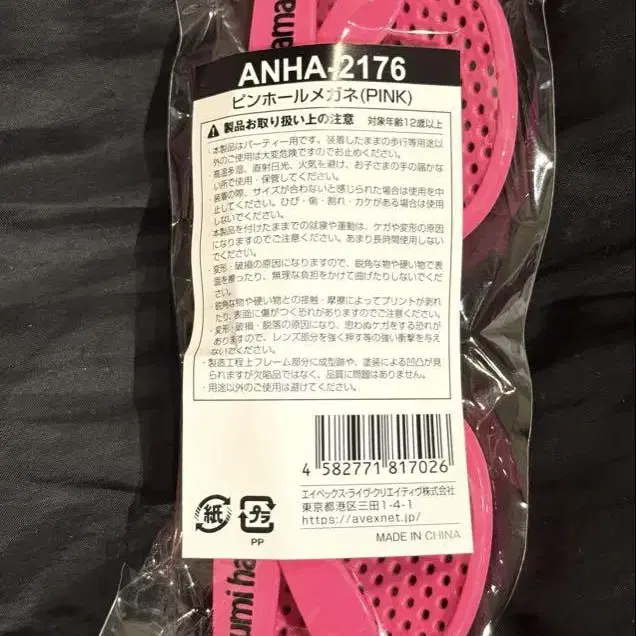 ama
ANHA-2176
ピンホールメガネ(PINK)
製品お取り扱い上の注意 対象年齢12歳以上
・本製品はパーティー用です。装着したままの歩行等用途以
外のご使用は大変危険ですのでお止めください。
・高温多湿、直射日光、火気を避け、お子さまの手の届かな
い所で使用・保管してください。
・装着の際、サイズが合わないと感じられた場合は使用を中
止してください。ひび・傷・割れ・カケがある場合は使用
しないでください。
・本製品を付けたままでの就寝や運動は、ケガや変形の原因
になりますのでご注意ください。あまり長時間使用しない
でください。
・変形・破損の原因になりますので、鋭角な物や硬い物で表
面を擦ったり、無理な負担をかけて曲げたりしないでくだ
さい。
・鋭角な物や硬い物との接触・摩擦によってプリントが剥れ
たり、表面に傷がつく恐れがありますのでご注意ください。
・変形・破損・脱落の原因になり、思わぬケガをする恐れが
ありますので、レンズ部分を強く押す等の強い衝撃を与え
ないでください。
・製造工程上フレーム部分に成型跡や、塗装による凹凸が見
られますが欠陥品ではなく、品質に問題はありません。
・用途以外のご使用は避けてください。
4 582771 817026
エイベックス・ライヴ・クリエイティヴ株式会社
東京都港区三田1-4-1
https://avexnet.jp/
紙 プラ
PP
MADE IN CHINA
umi ha